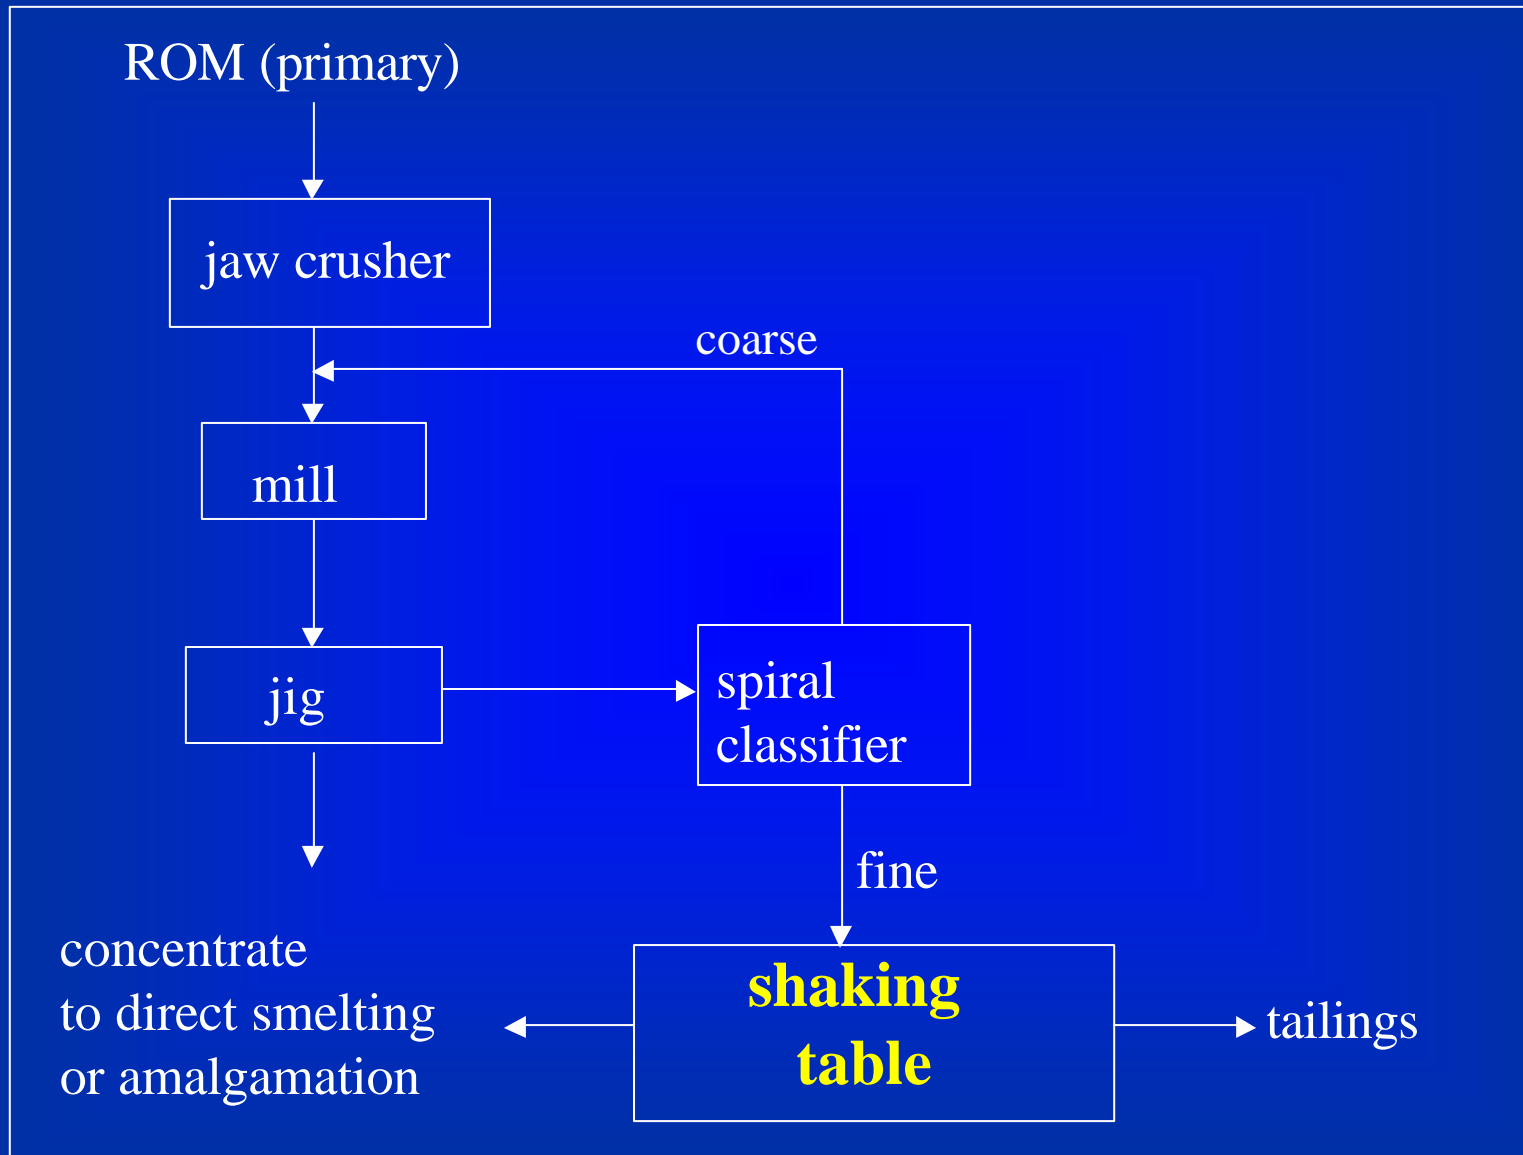 ROM (primary)
jaw crusher
coarse
mill
jig
spiral
classifier
fine
concentrate
to direct smelting
or amalgamation
shaking
table
tailings